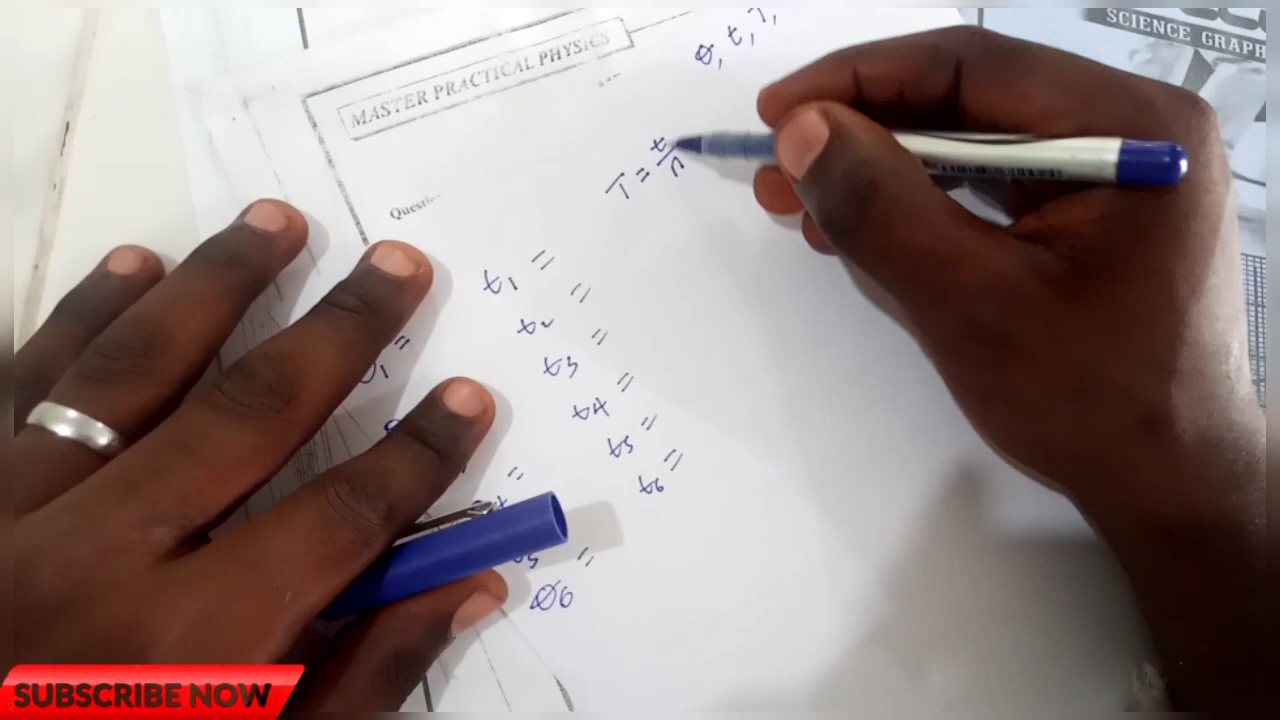 SCIENCE GRAPH
MASTER PRACTICAL PHYSICS
Ø, t, T,
T = t/n
Question
t1 =
t2 =
t3 =
t4 =
t5 =
t6 =
Ø6
SUBSCRIBE NOW